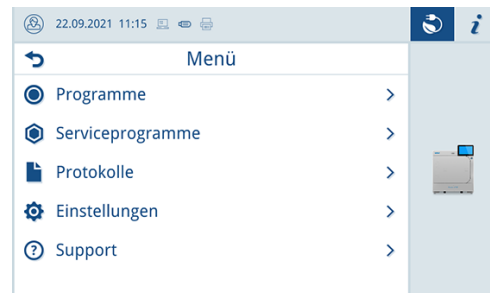 22.09.2021 11:15
i
Menü
Programme
Serviceprogramme
Protokolle
Einstellungen
? Support